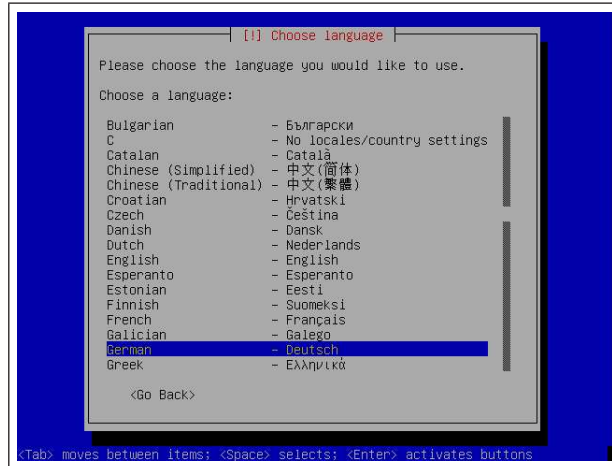 [!] Choose language
Please choose the language you would like to use.
Choose a language:
Bulgarian - Български
C - No locales/country settings
Catalan - Català
Chinese (Simplified) - 中文(简体)
Chinese (Traditional) - 中文(繁體)
Croatian - Hrvatski
Czech - Čeština
Danish - Dansk
Dutch - Nederlands
English - English
Esperanto - Esperanto
Estonian - Eesti
Finnish - Suomeksi
French - Français
Galician - Galego
German - Deutsch
Greek - Ελληνικά
<Go Back>
<Tab> moves between items; <Space> selects; <Enter> activates buttons